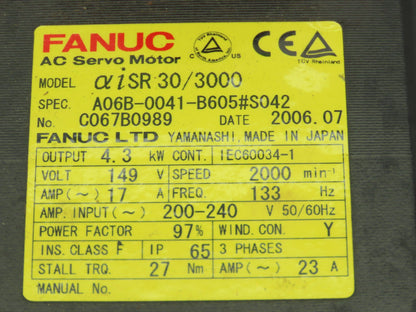 FANUC
AC Servo Motor
TÜV Rheinland
C US
MODEL αiSR 30/3000
SPEC. A06B-0041-B605#S042
No. C067B0989 DATE 2006.07
FANUC LTD YAMANASHI, MADE IN JAPAN
OUTPUT 4.3 kW CONT. IEC60034-1
VOLT 149 V SPEED 2000 min⁻¹
AMP (~) 17 A FREQ. 133 Hz
AMP. INPUT (~) 200-240 V 50/60Hz
POWER FACTOR 97% WIND. CON. Y
INS. CLASS F IP 65 3 PHASES
STALL TRQ. 27 Nm AMP (~) 23 A
MANUAL No.